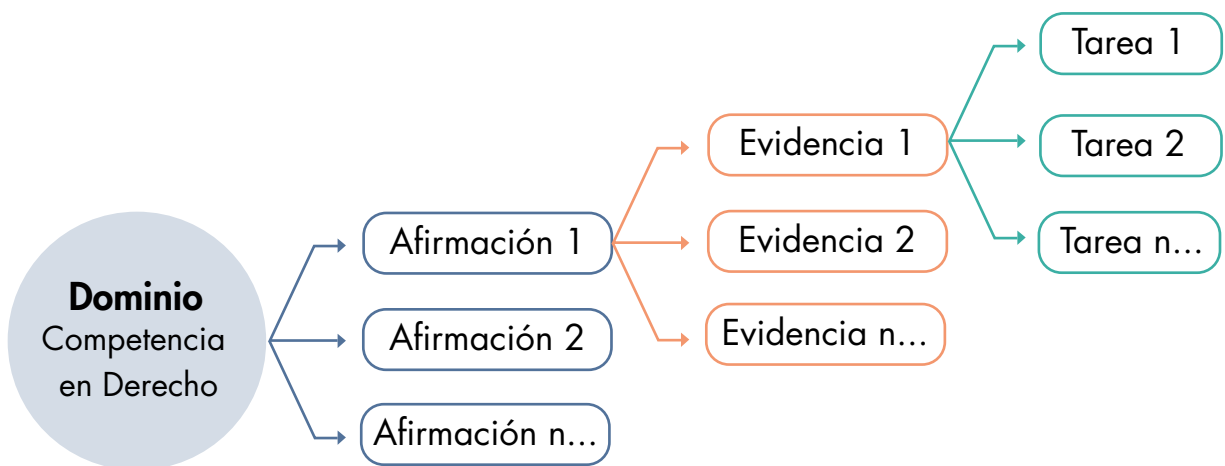 Dominio
Competencia
en Derecho
Afirmación 1
Afirmación 2
Afirmación n...
Evidencia 1
Evidencia 2
Evidencia n...
Tarea 1
Tarea 2
Tarea n...